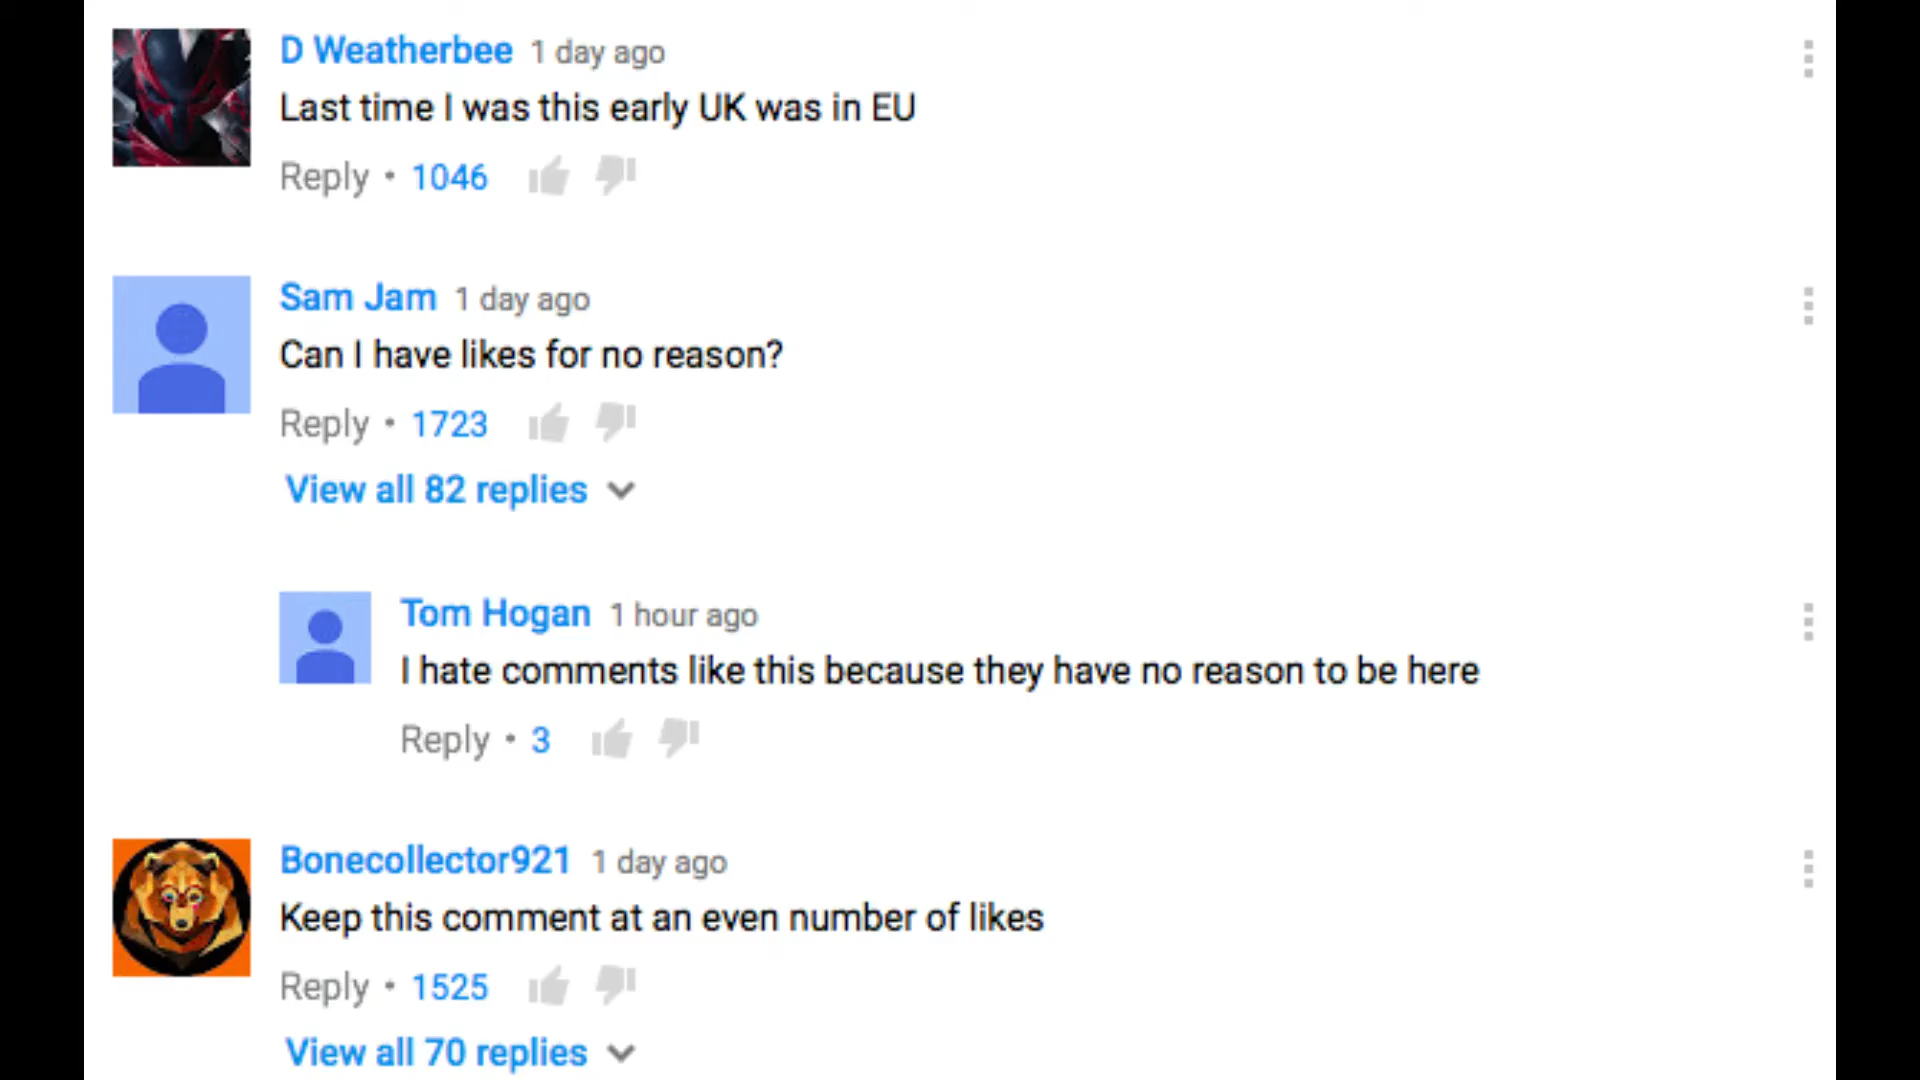 D Weatherbee 1 day ago
Last time I was this early UK was in EU
Reply • 1046
Sam Jam 1 day ago
Can I have likes for no reason?
Reply • 1723
View all 82 replies
Tom Hogan 1 hour ago
I hate comments like this because they have no reason to be here
Reply • 3
Bonecollector921 1 day ago
Keep this comment at an even number of likes
Reply • 1525
View all 70 replies